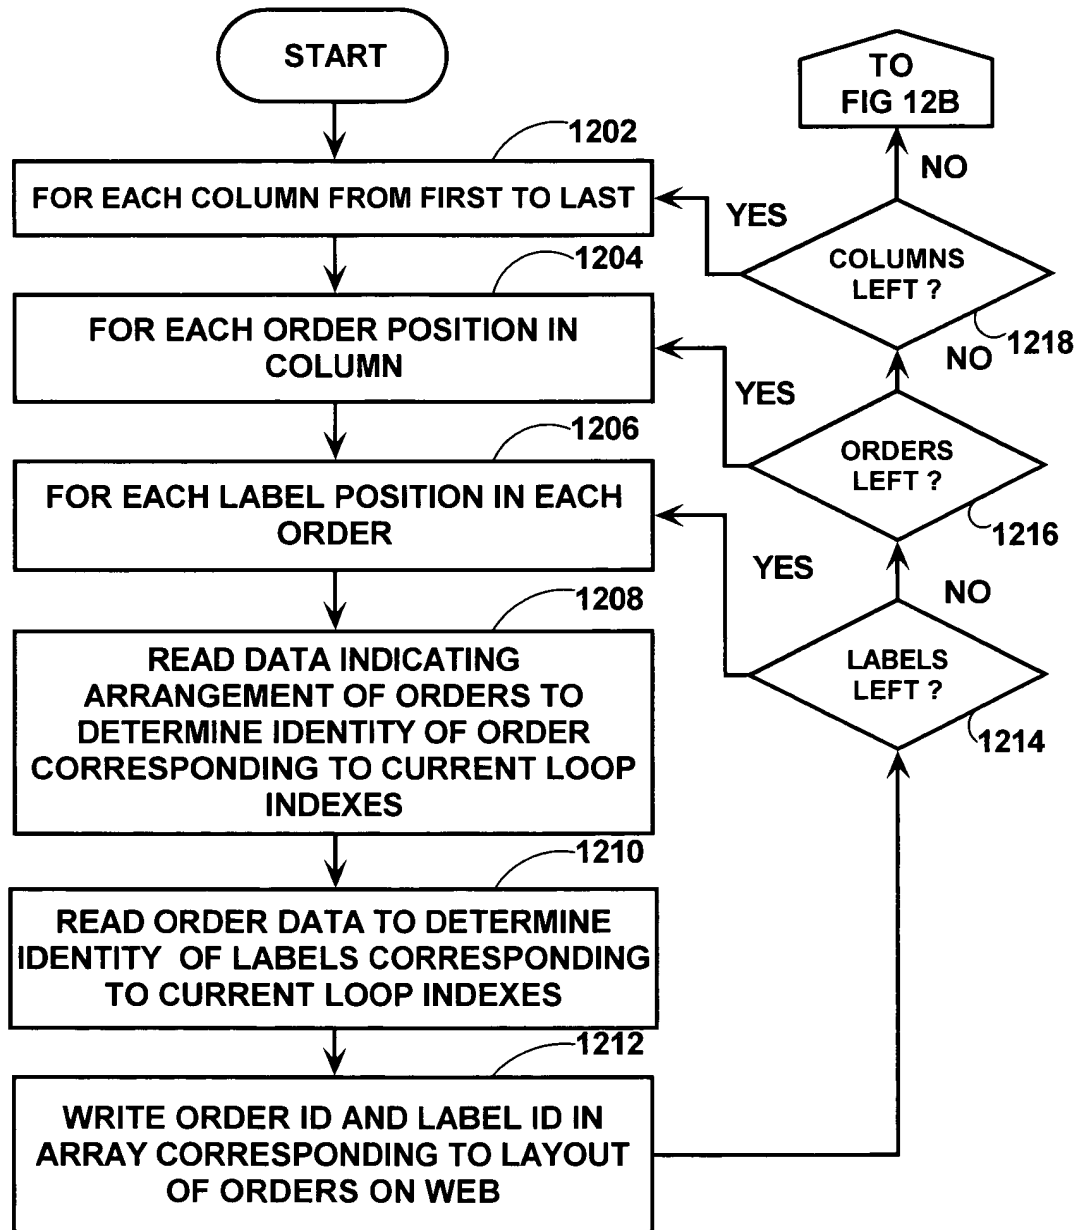 START
1202
FOR EACH COLUMN FROM FIRST TO LAST
1204
FOR EACH ORDER POSITION IN
COLUMN
1206
FOR EACH LABEL POSITION IN EACH
ORDER
1208
READ DATA INDICATING
ARRANGEMENT OF ORDERS TO
DETERMINE IDENTITY OF ORDER
CORRESPONDING TO CURRENT LOOP
INDEXES
1210
READ ORDER DATA TO DETERMINE
IDENTITY OF LABELS CORRESPONDING
TO CURRENT LOOP INDEXES
1212
WRITE ORDER ID AND LABEL ID IN
ARRAY CORRESPONDING TO LAYOUT
OF ORDERS ON WEB
TO
FIG 12B
NO
YES
COLUMNS
LEFT ?
1218
NO
YES
ORDERS
LEFT ?
1216
YES
NO
LABELS
LEFT ?
1214